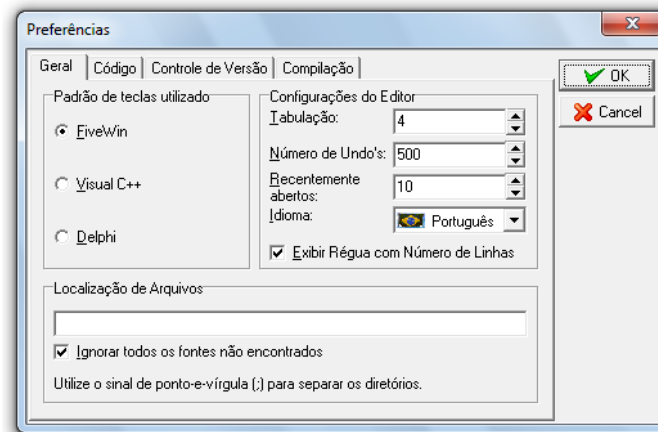 Preferências
Geral Código Controle de Versão Compilação
OK
Cancel
Padrão de teclas utilizado
FiveWin
Visual C++
Delphi
Configurações do Editor
Tabulação: 4
Número de Undo's: 500
Recentemente
abertos: 10
Idioma: Português
Exibir Régua com Número de Linhas
Localização de Arquivos
Ignorar todos os fontes não encontrados
Utilize o sinal de ponto-e-vírgula (;) para separar os diretórios.